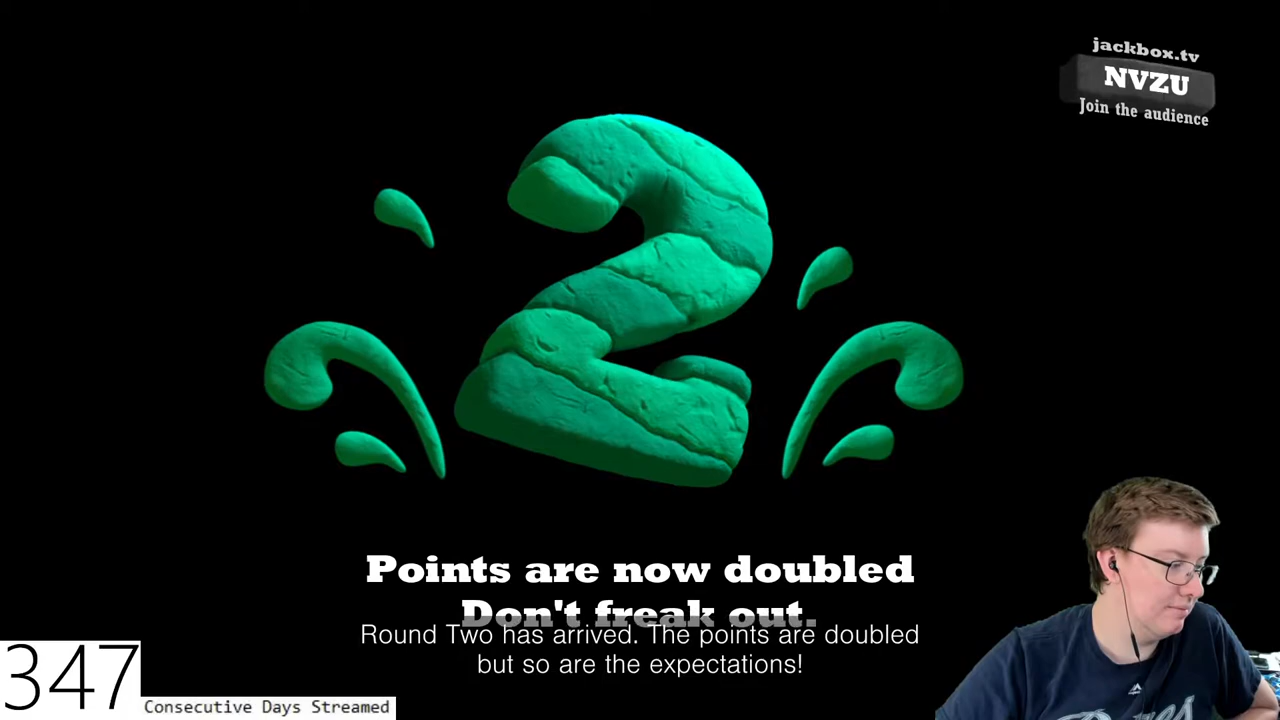 jackbox.tv
NVZU
Join the audience
Points are now doubled
Don't freak out.
Round Two has arrived. The points are doubled
but so are the expectations!
347
Consecutive Days Streamed